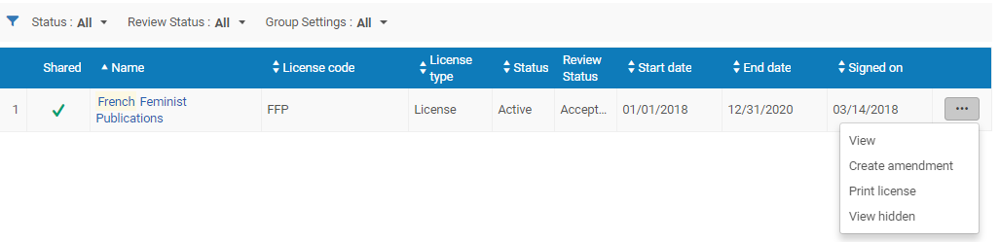 Status : All Review Status : All Group Settings : All
Shared Name License code License type Status Review Status Start date End date Signed on
1 French Feminist Publications FFP License Active Accept... 01/01/2018 12/31/2020 03/14/2018
View
Create amendment
Print license
View hidden